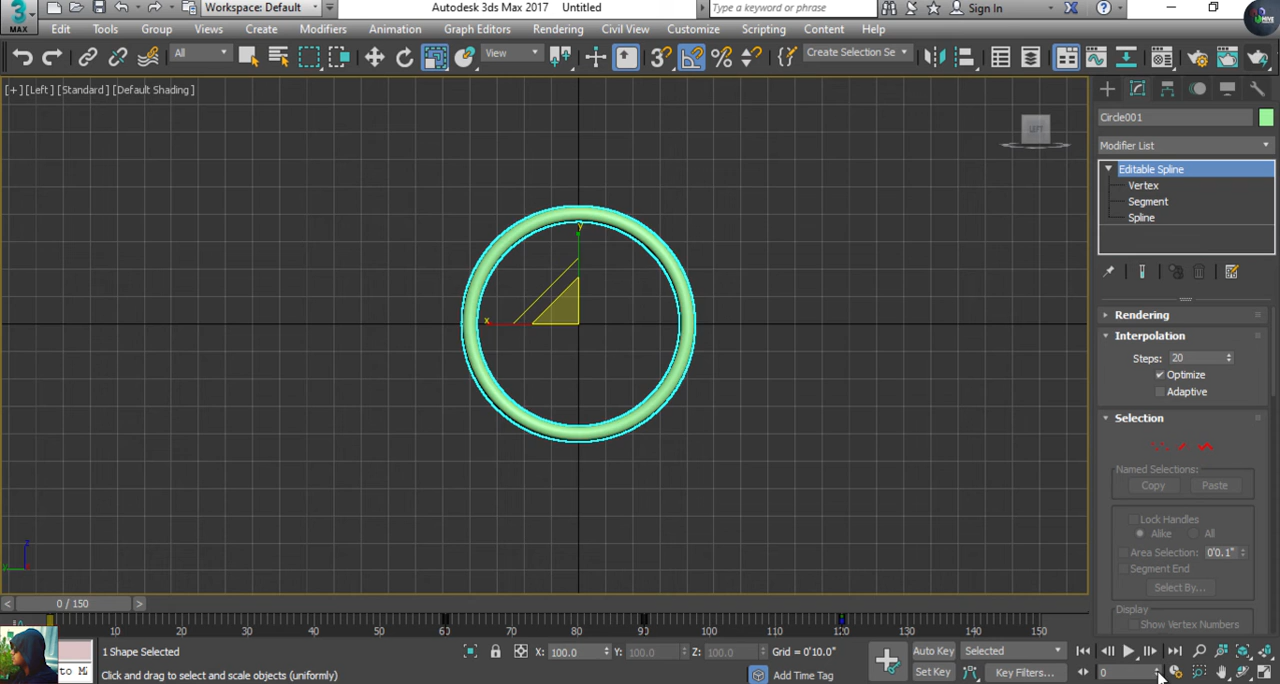 3
MAX
Workspace: Default
Autodesk 3ds Max 2017 Untitled
Type a keyword or phrase
Sign In
Edit Tools Group Views Create Modifiers Animation Graph Editors Rendering Civil View Customize Scripting Content Help
All
View
Create Selection Se
[+] [Left] [Standard] [Default Shading]
LEFT
Circle001
Modifier List
Editable Spline
Vertex
Segment
Spline
Rendering
Interpolation
Steps: 20
Optimize
Adaptive
Selection
Named Selections:
Copy Paste
Lock Handles
Alike All
Area Selection: 0'0.1"
Segment End
Select By...
Display
Show Vertex Numbers
y
x
z
0 / 150
10 20 30 40 50 60 70 80 90 100 110 120 130 140 150
to Mi
1 Shape Selected
Click and drag to select and scale objects (uniformly)
X: 100.0 Y: 100.0 Z: 100.0
Grid = 0'10.0"
Add Time Tag
Auto Key Selected
Set Key Key Filters...
0